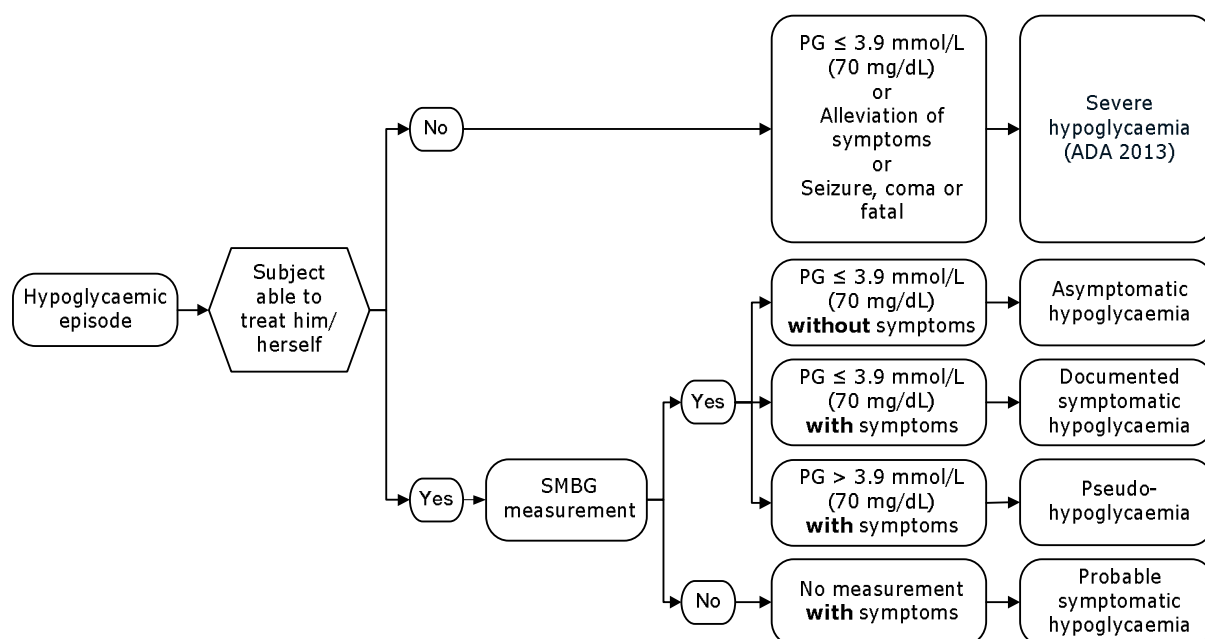 Hypoglycaemic
episode
Subject
able to
treat him/
herself
No
PG ≤ 3.9 mmol/L
(70 mg/dL)
or
Alleviation of
symptoms
or
Seizure, coma or
fatal
Severe
hypoglycaemia
(ADA 2013)
Yes
SMBG
measurement
Yes
PG ≤ 3.9 mmol/L
(70 mg/dL)
without symptoms
Asymptomatic
hypoglycaemia
PG ≤ 3.9 mmol/L
(70 mg/dL)
with symptoms
Documented
symptomatic
hypoglycaemia
PG > 3.9 mmol/L
(70 mg/dL)
with symptoms
Pseudo-
hypoglycaemia
No
No measurement
with symptoms
Probable
symptomatic
hypoglycaemia